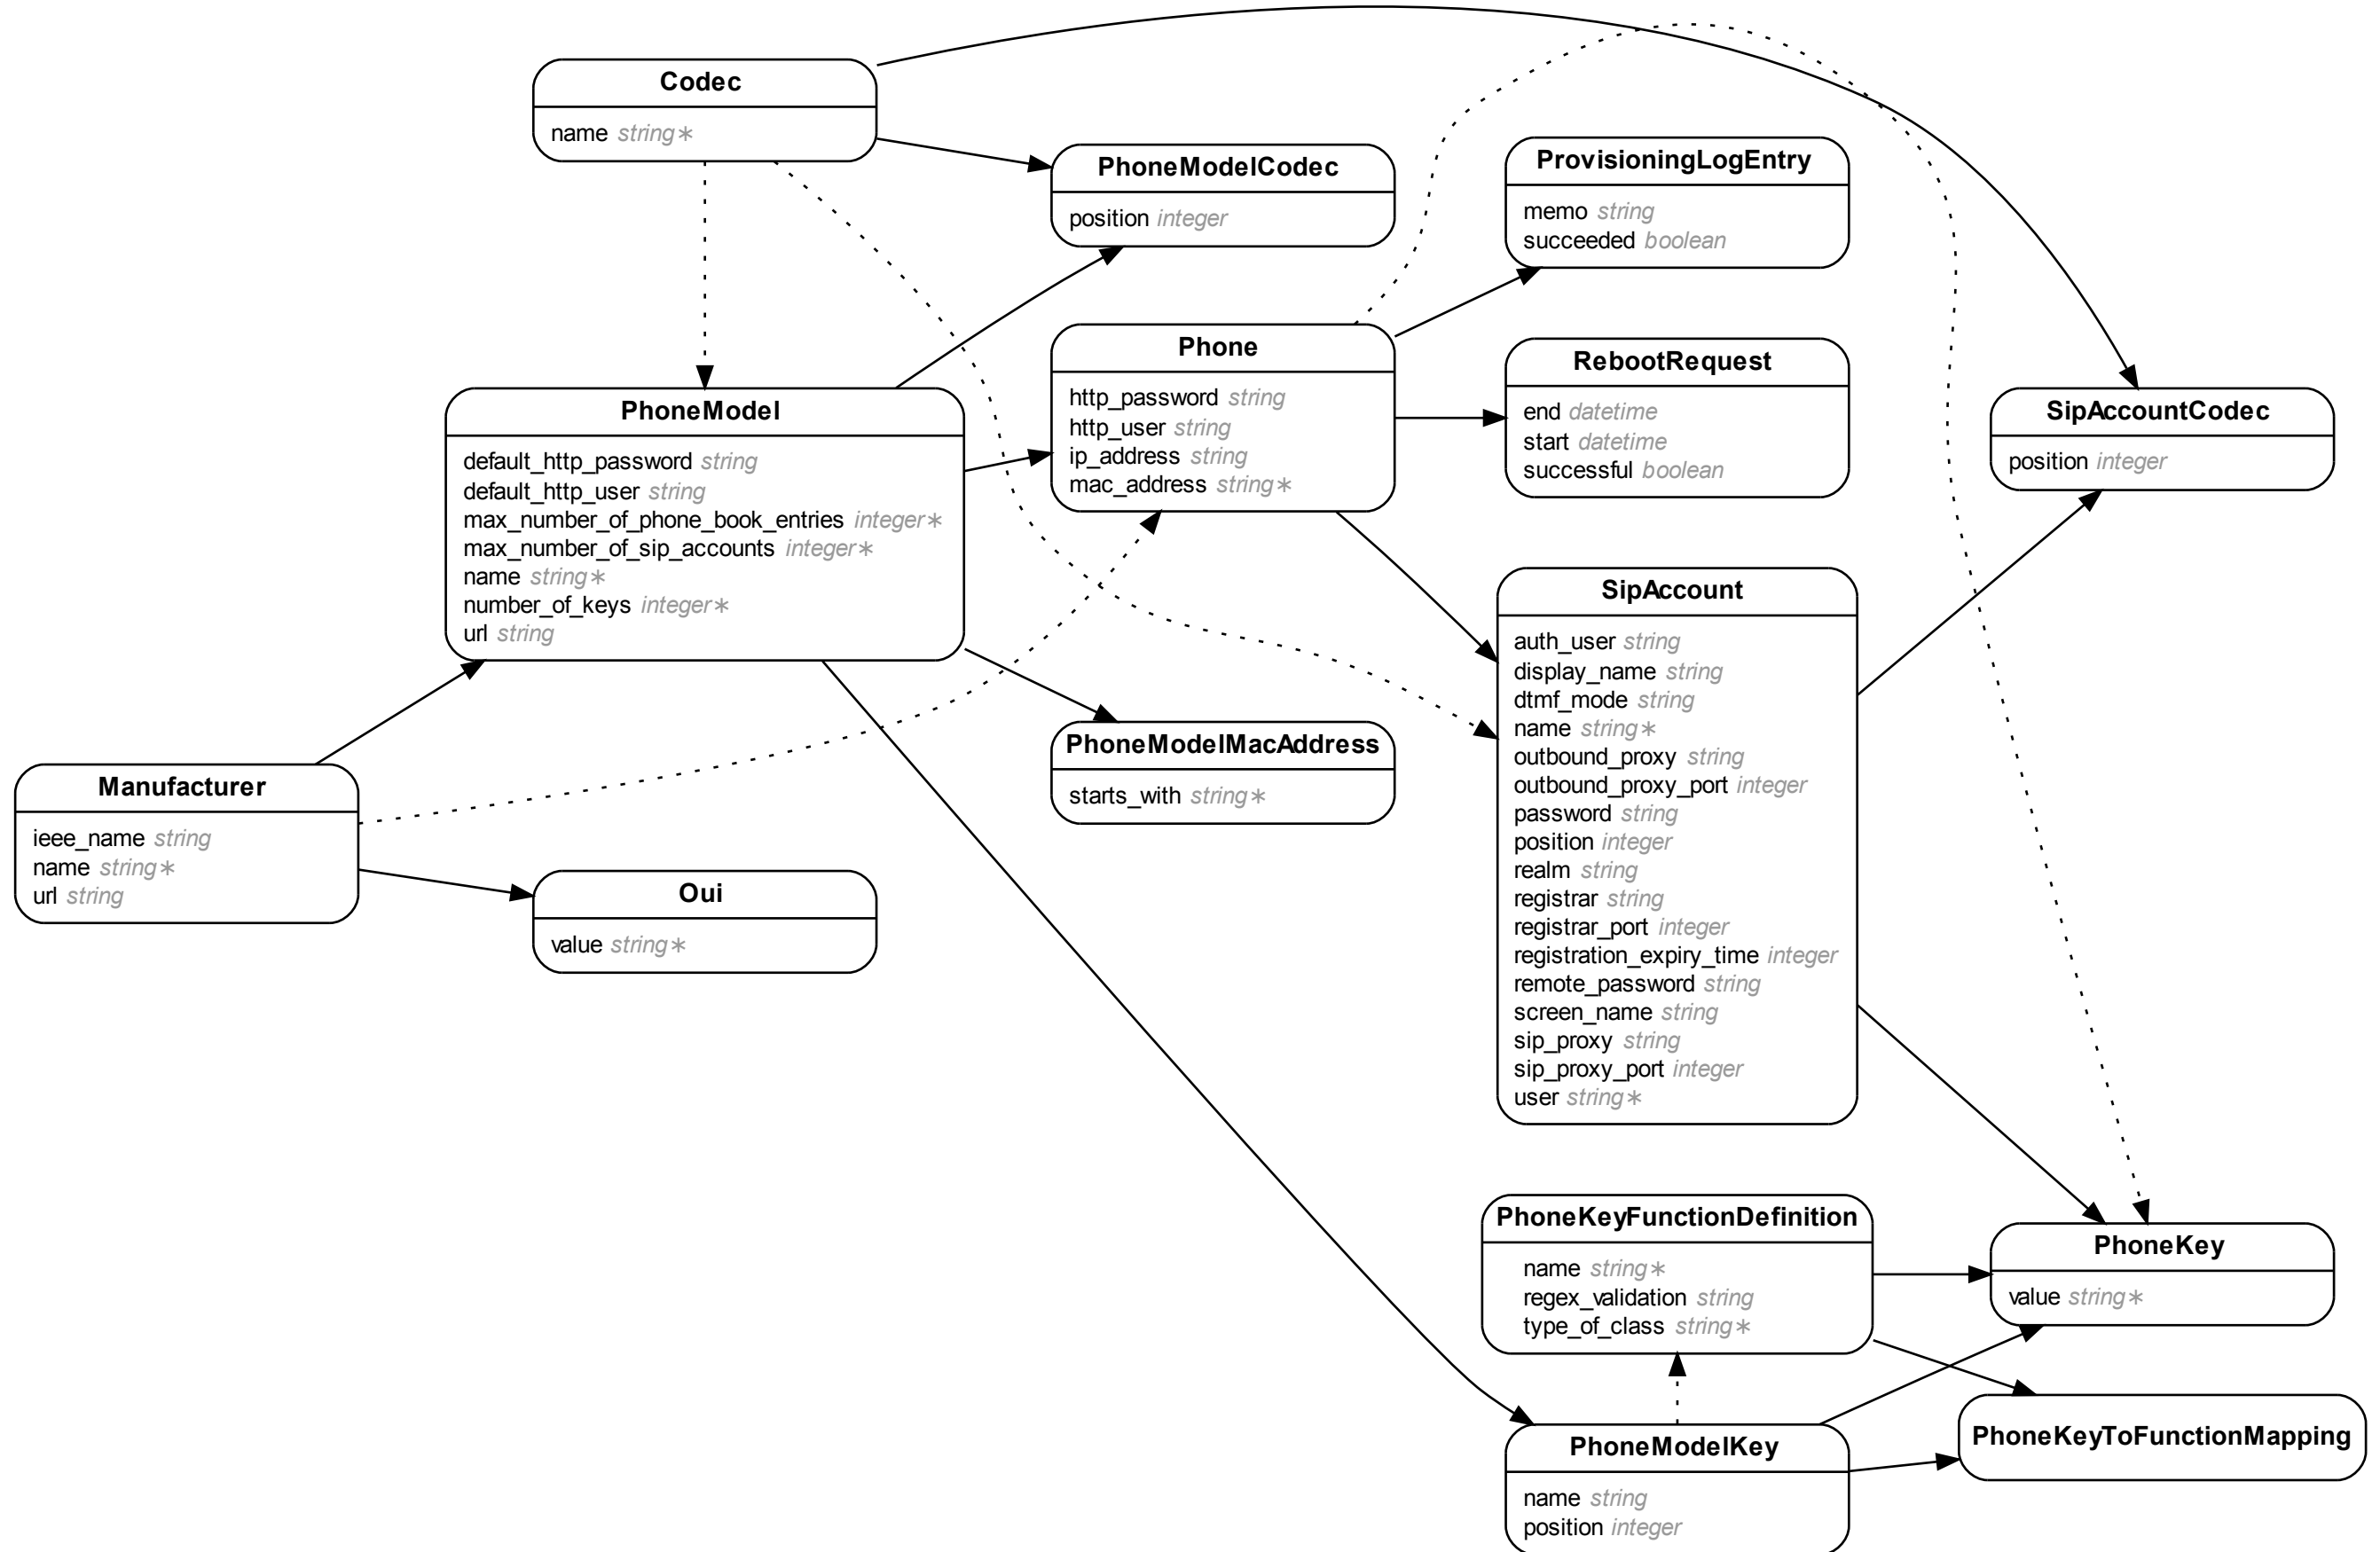 Codec
name string∗
PhoneModelCodec
position integer
ProvisioningLogEntry
memo string
succeeded boolean
Phone
http_password string
http_user string
ip_address string
mac_address string∗
RebootRequest
end datetime
start datetime
successful boolean
PhoneModel
default_http_password string
default_http_user string
max_number_of_phone_book_entries integer∗
max_number_of_sip_accounts integer∗
name string∗
number_of_keys integer∗
url string
SipAccountCodec
position integer
SipAccount
auth_user string
display_name string
dtmf_mode string
name string∗
outbound_proxy string
outbound_proxy_port integer
password string
position integer
realm string
registrar string
registrar_port integer
registration_expiry_time integer
remote_password string
screen_name string
sip_proxy string
sip_proxy_port integer
user string∗
PhoneModelMacAddress
starts_with string∗
Manufacturer
ieee_name string
name string∗
url string
Oui
value string∗
PhoneKeyFunctionDefinition
name string∗
regex_validation string
type_of_class string∗
PhoneKey
value string∗
PhoneKeyToFunctionMapping
PhoneModelKey
name string
position integer